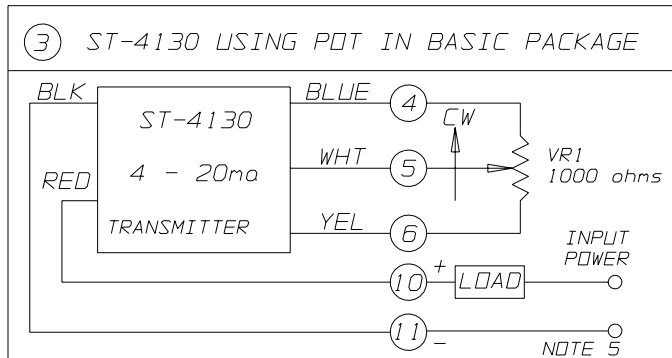 3 ST-4130 USING POT IN BASIC PACKAGE
BLK
BLUE
4
CW
ST-4130
WHT
5
VR1
1000 ohms
RED
4 - 20ma
TRANSMITTER
YEL
6
INPUT
POWER
10
+
LOAD
11
-
NOTE 5